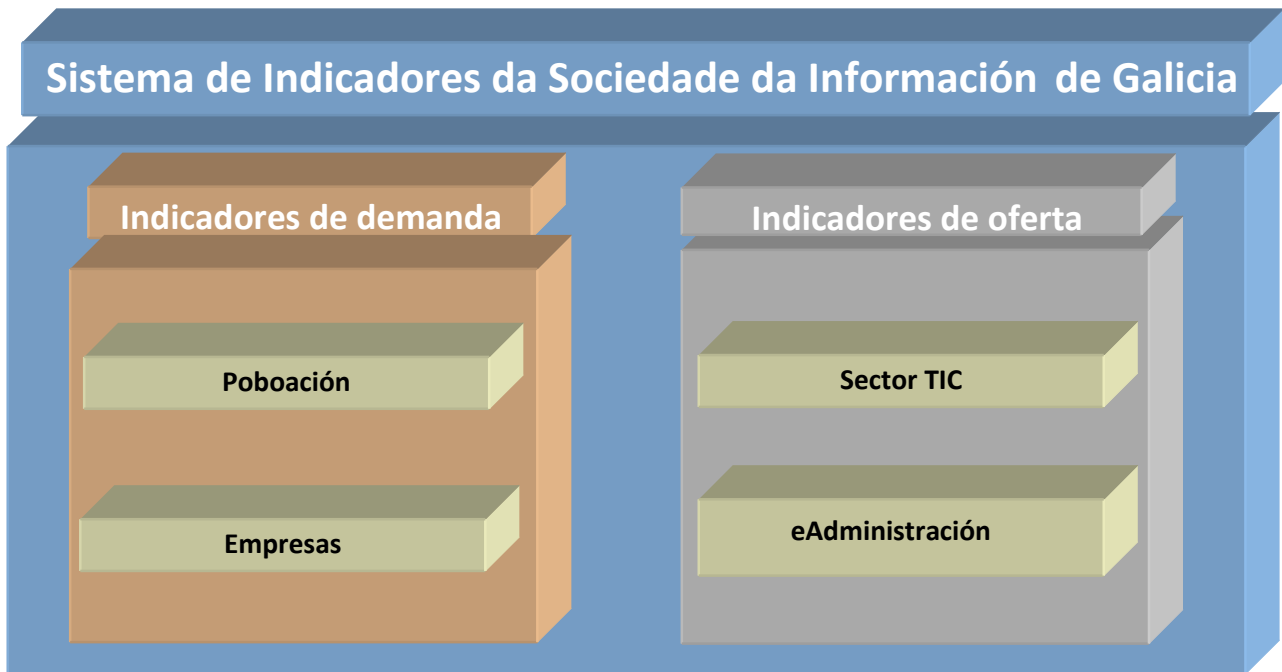 Sistema de Indicadores da Sociedade da Información de Galicia
Indicadores de demanda
Poboación
Empresas
Indicadores de oferta
Sector TIC
eAdministración